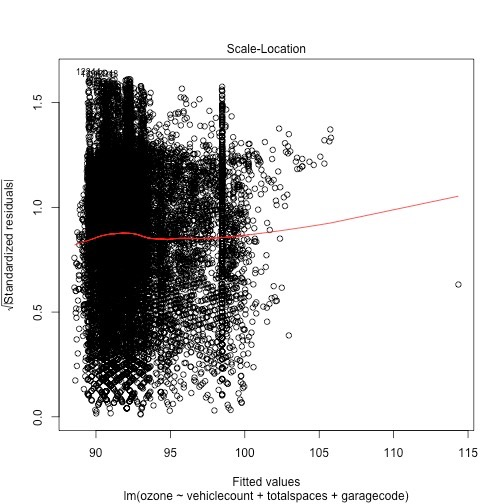 Scale-Location
√|Standardized residuals|
0.0 0.5 1.0 1.5
90 95 100 105 110 115
Fitted values
lm(ozone ~ vehiclecount + totalspaces + garagecode)